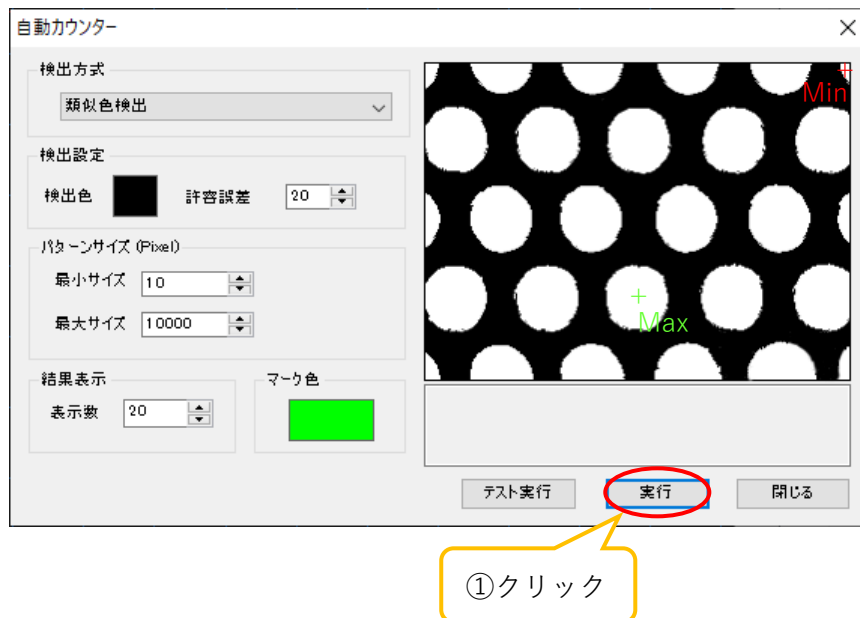 自動カウンター
検出方式
類似色検出
検出設定
検出色
許容誤差
20
パターンサイズ (Pixel)
最小サイズ
10
最大サイズ
10000
結果表示
表示数
20
マーク色
Min
Max
テスト実行
実行
閉じる
①クリック